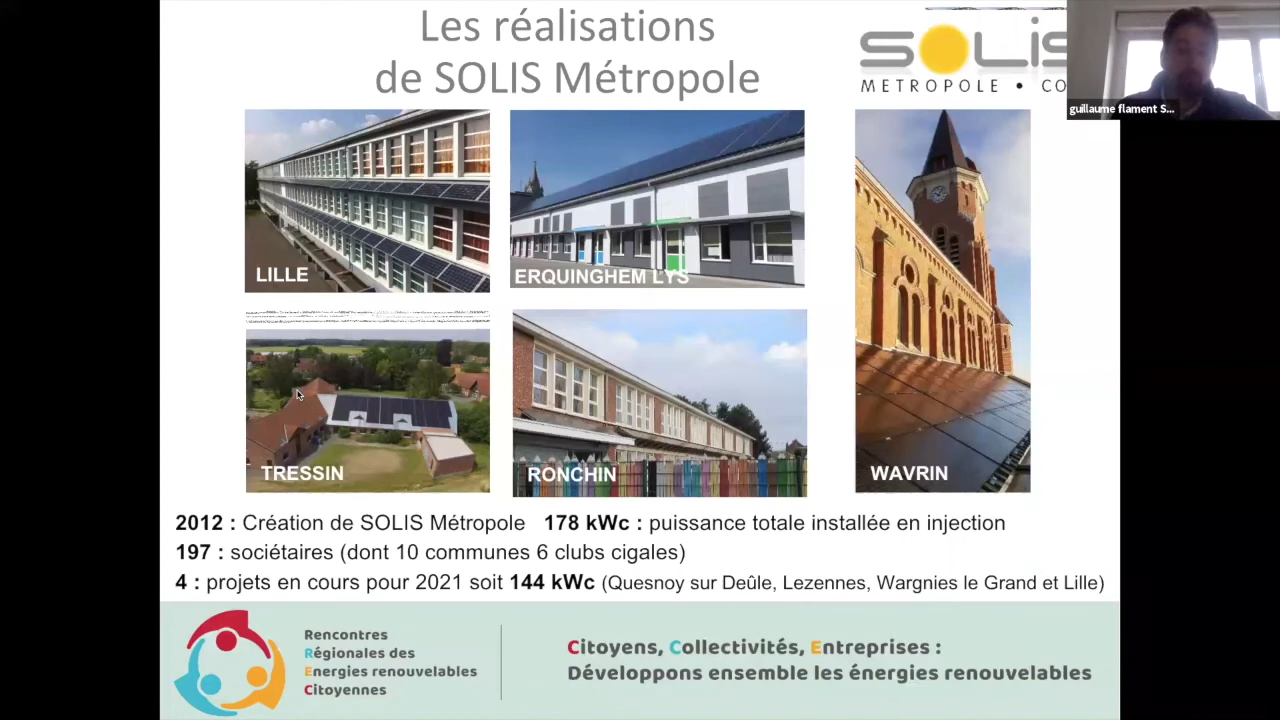 Les réalisations
de SOLIS Métropole
SOLIS
METROPOLE • CO
guillaume flament S...
LILLE
ERQUINGHEM LYS
TRESSIN
RONCHIN
WAVRIN
2012 : Création de SOLIS Métropole 178 kWc : puissance totale installée en injection
197 : sociétaires (dont 10 communes 6 clubs cigales)
4 : projets en cours pour 2021 soit 144 kWc (Quesnoy sur Deûle, Lezennes, Wargnies le Grand et Lille)
Rencontres
Régionales des
Energies renouvelables
Citoyennes
Citoyens, Collectivités, Entreprises :
Développons ensemble les énergies renouvelables